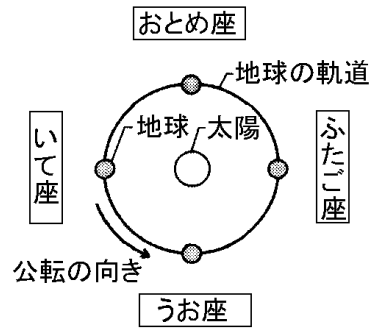 おとめ座
地球の軌道
地球
太陽
いて座
ふたご座
公転の向き
うお座